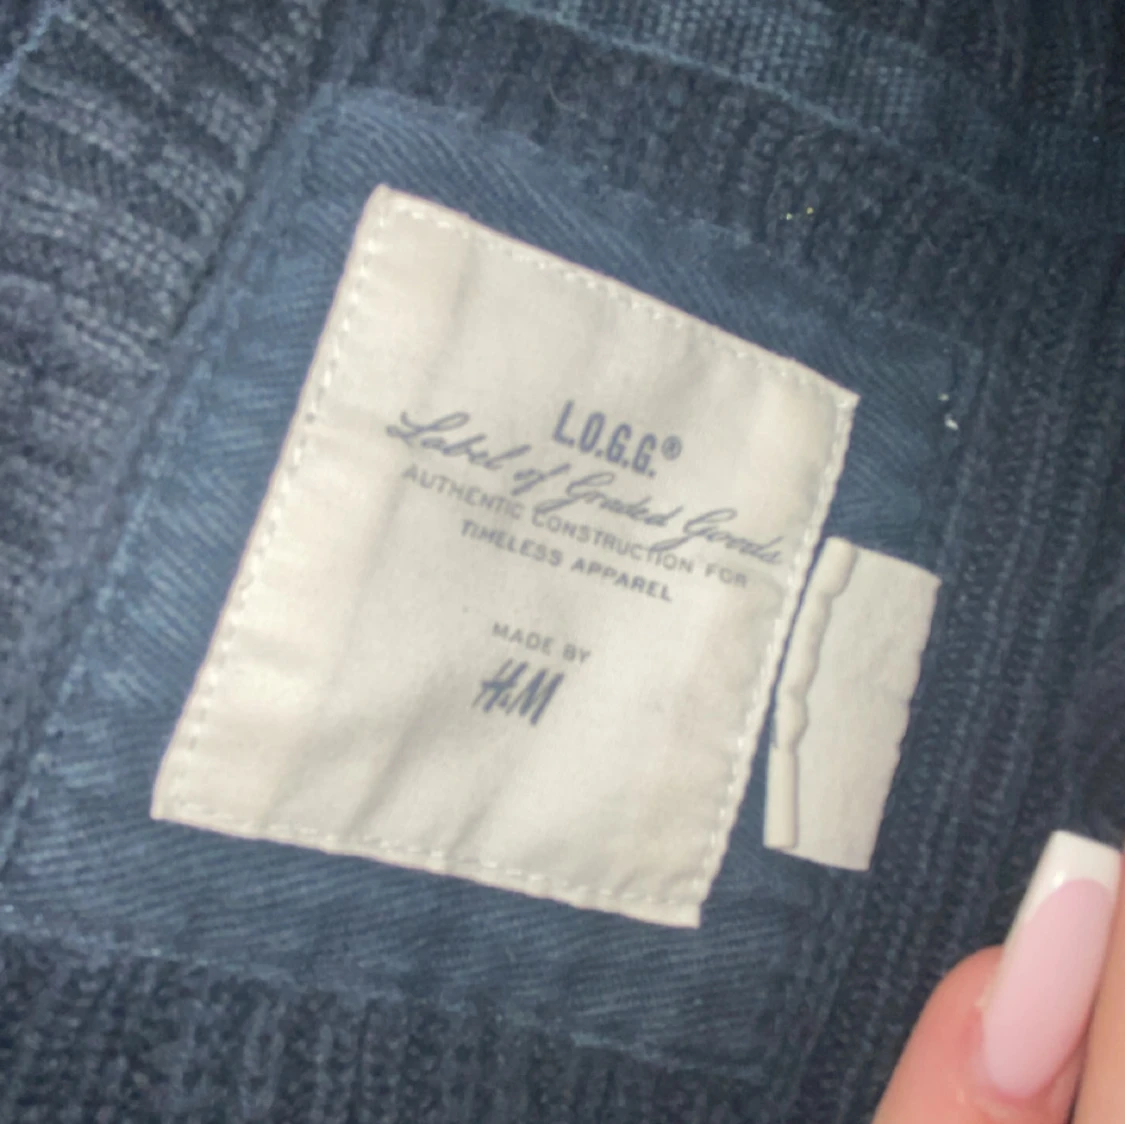 L.O.G.G.®
Label of Graded Goods
AUTHENTIC CONSTRUCTION FOR
TIMELESS APPAREL
MADE BY
H&M